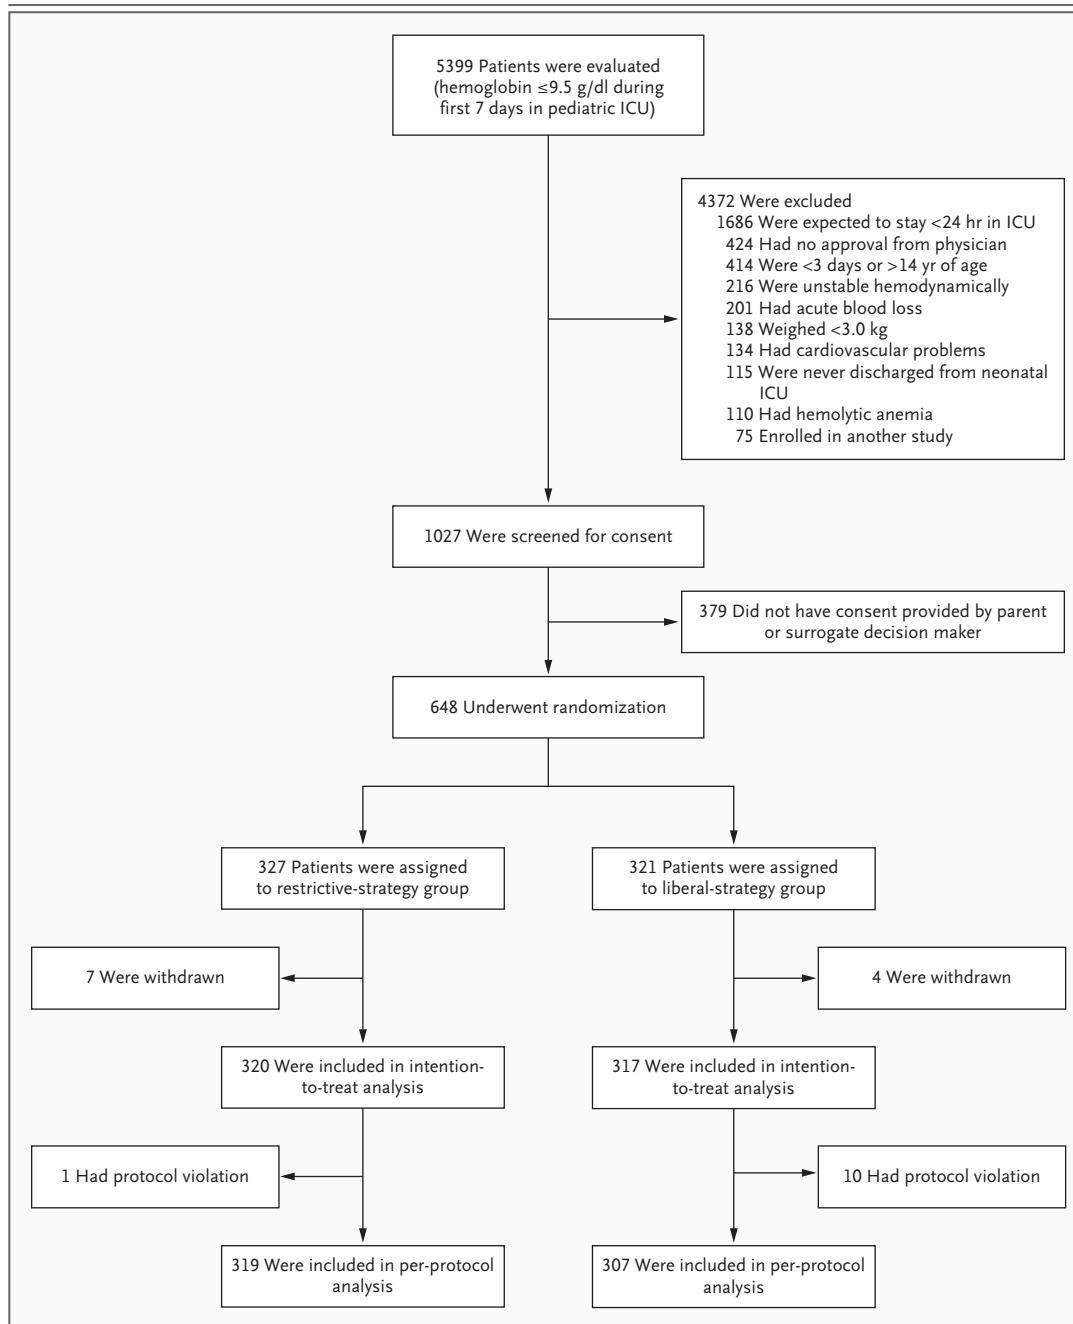 5399 Patients were evaluated
(hemoglobin ≤9.5 g/dl during
first 7 days in pediatric ICU)
4372 Were excluded
1686 Were expected to stay <24 hr in ICU
424 Had no approval from physician
414 Were <3 days or >14 yr of age
216 Were unstable hemodynamically
201 Had acute blood loss
138 Weighed <3.0 kg
134 Had cardiovascular problems
115 Were never discharged from neonatal
ICU
110 Had hemolytic anemia
75 Enrolled in another study
1027 Were screened for consent
379 Did not have consent provided by parent
or surrogate decision maker
648 Underwent randomization
327 Patients were assigned
to restrictive-strategy group
321 Patients were assigned
to liberal-strategy group
7 Were withdrawn
4 Were withdrawn
320 Were included in intention-
to-treat analysis
317 Were included in intention-
to-treat analysis
1 Had protocol violation
10 Had protocol violation
319 Were included in per-protocol
analysis
307 Were included in per-protocol
analysis